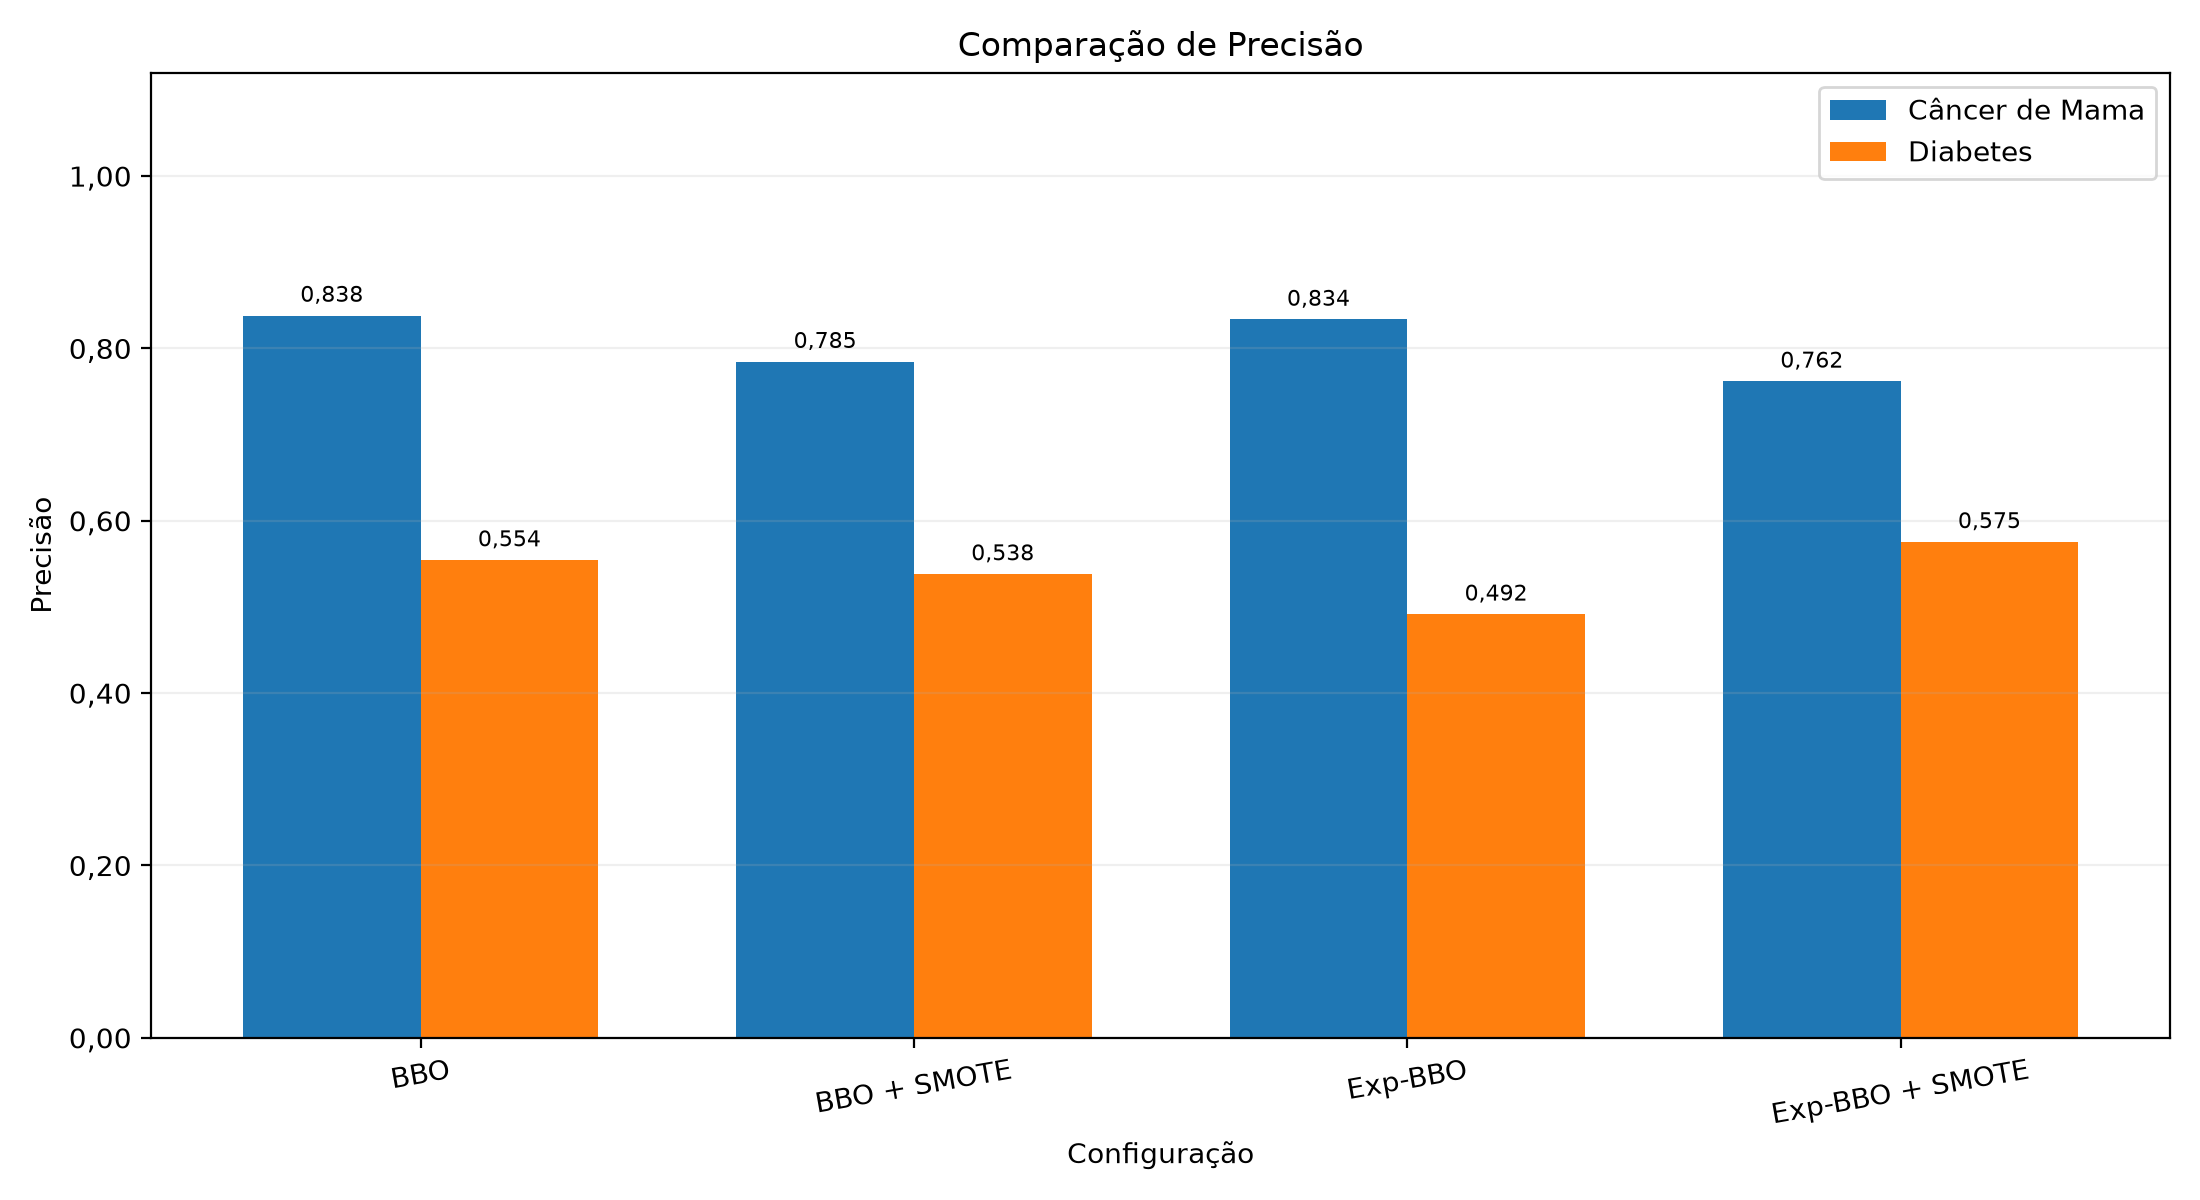 Comparação de Precisão
Câncer de Mama
Diabetes
Precisão
1,00
0,80
0,60
0,40
0,20
0,00
0,838
0,554
0,785
0,538
0,834
0,492
0,762
0,575
BBO
BBO + SMOTE
Exp-BBO
Exp-BBO + SMOTE
Configuração